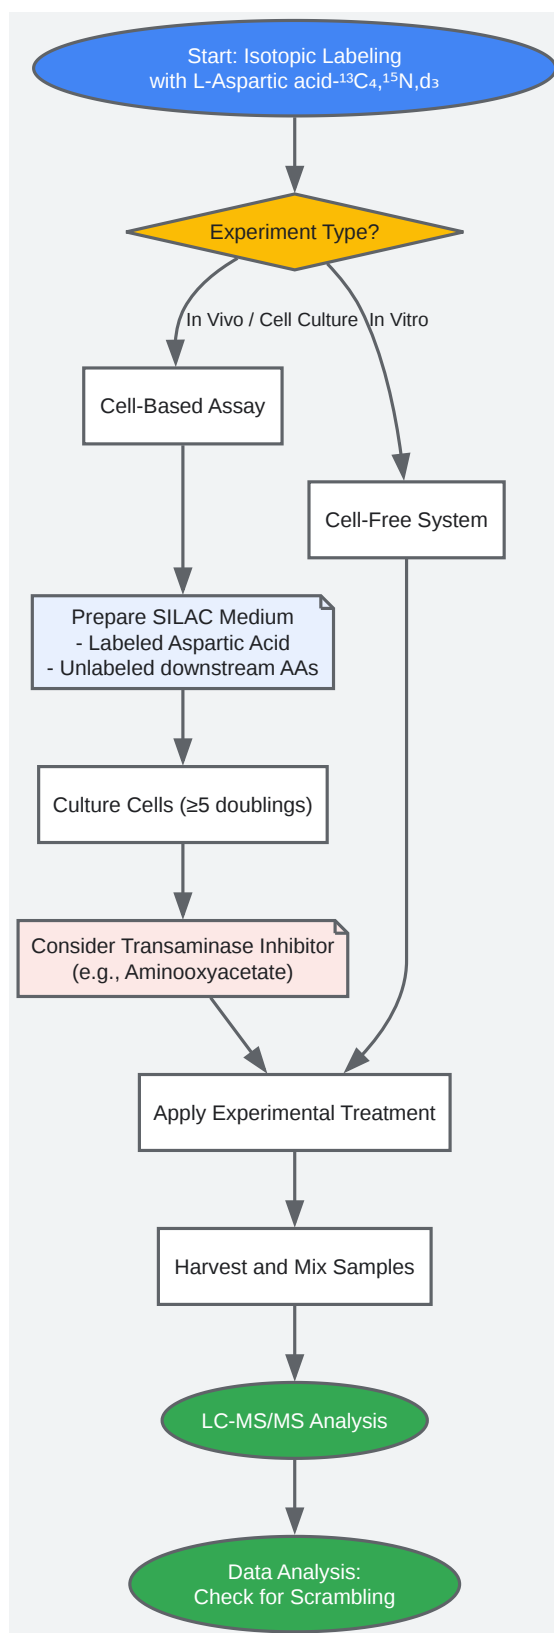 Start: Isotopic Labeling
with L-Aspartic acid-¹³C₄,¹⁵N,d₃
Experiment Type?
In Vivo / Cell Culture
In Vitro
Cell-Based Assay
Cell-Free System
Prepare SILAC Medium
- Labeled Aspartic Acid
- Unlabeled downstream AAs
Culture Cells (≥5 doublings)
Consider Transaminase Inhibitor
(e.g., Aminooxyacetate)
Apply Experimental Treatment
Harvest and Mix Samples
LC-MS/MS Analysis
Data Analysis:
Check for Scrambling